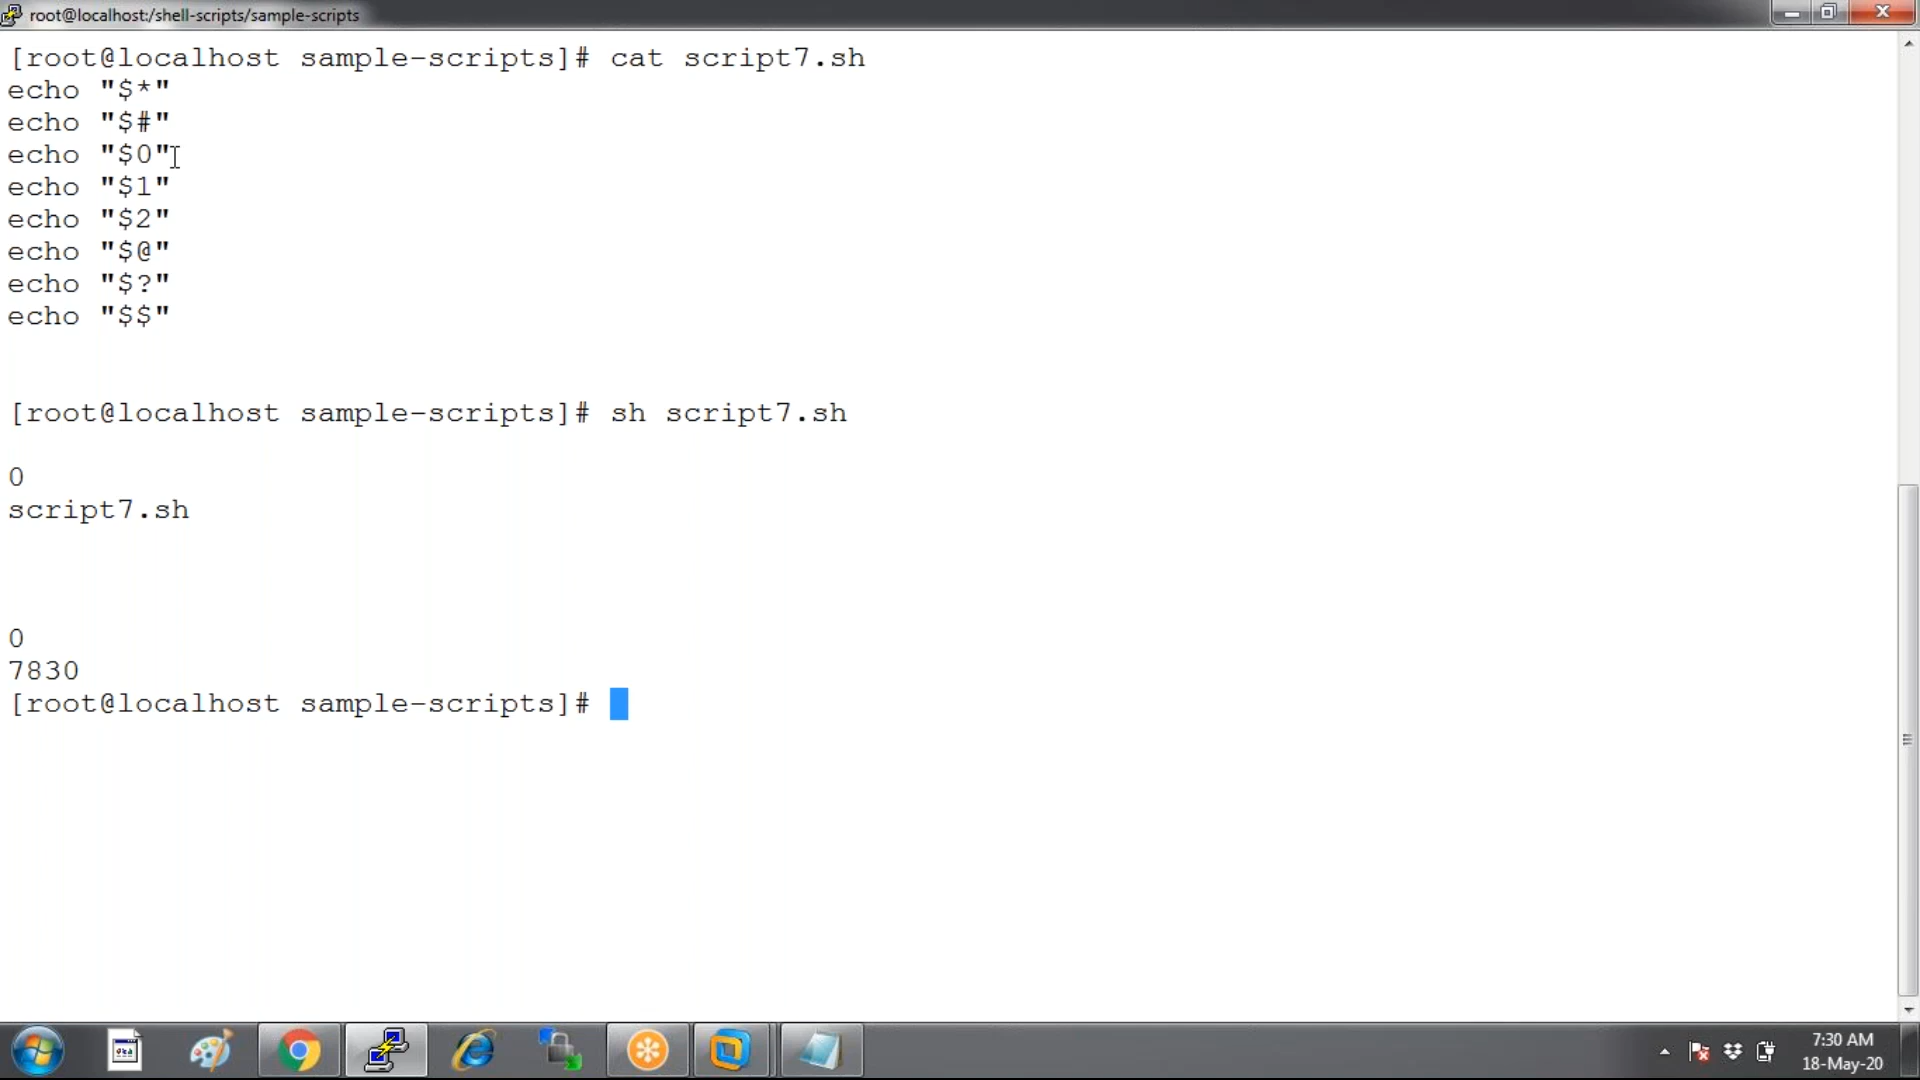 root@localhost:/shell-scripts/sample-scripts
[root@localhost sample-scripts]# cat script7.sh
echo "$*"
echo "$#"
echo "$0"
echo "$1"
echo "$2"
echo "$@"
echo "$?"
echo "$$"
[root@localhost sample-scripts]# sh script7.sh
0
script7.sh
0
7830
[root@localhost sample-scripts]#
7:30 AM
18-May-20